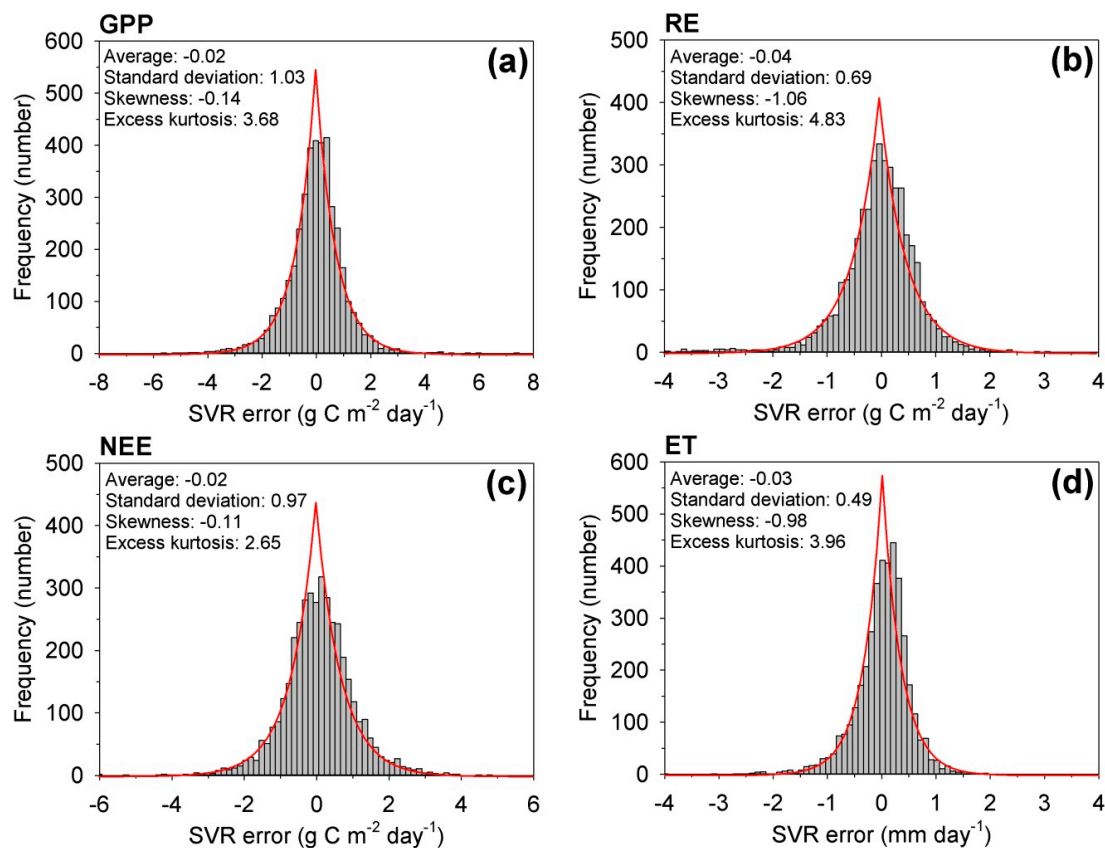 GPP
(a)
Average: -0.02
Standard deviation: 1.03
Skewness: -0.14
Excess kurtosis: 3.68
Frequency (number)
600
500
400
300
200
100
0
-8 -6 -4 -2 0 2 4 6 8
SVR error (g C m⁻² day⁻¹)
RE
(b)
Average: -0.04
Standard deviation: 0.69
Skewness: -1.06
Excess kurtosis: 4.83
Frequency (number)
500
400
300
200
100
0
-4 -3 -2 -1 0 1 2 3 4
SVR error (g C m⁻² day⁻¹)
NEE
(c)
Average: -0.02
Standard deviation: 0.97
Skewness: -0.11
Excess kurtosis: 2.65
Frequency (number)
500
400
300
200
100
0
-6 -4 -2 0 2 4 6
SVR error (g C m⁻² day⁻¹)
ET
(d)
Average: -0.03
Standard deviation: 0.49
Skewness: -0.98
Excess kurtosis: 3.96
Frequency (number)
600
500
400
300
200
100
0
-4 -3 -2 -1 0 1 2 3 4
SVR error (mm day⁻¹)